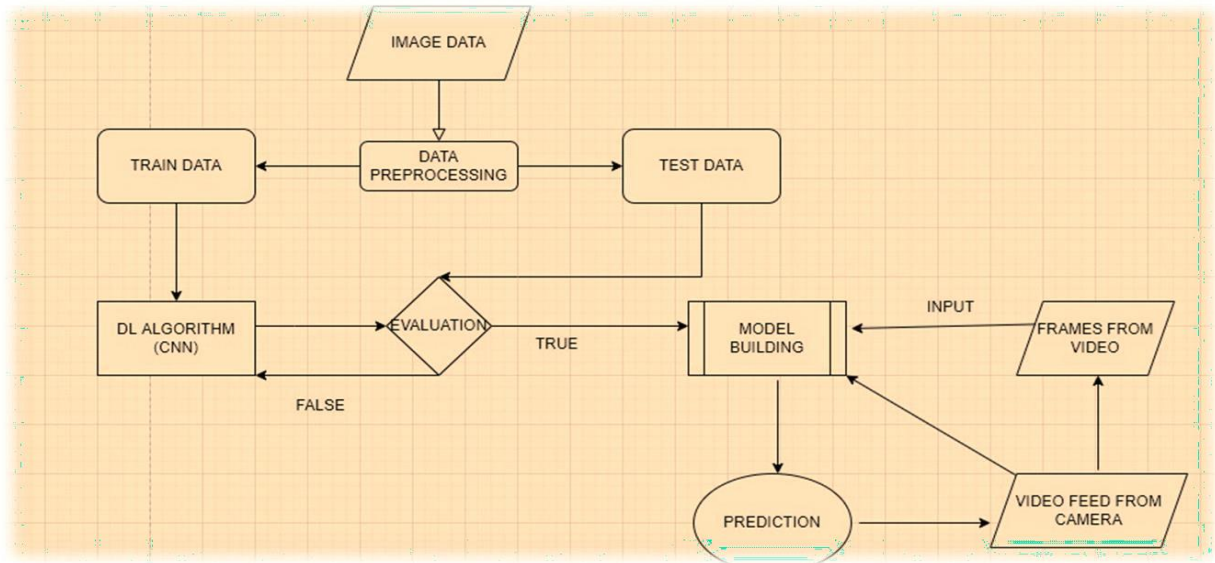 IMAGE DATA
TRAIN DATA
DATA
PREPROCESSING
TEST DATA
DL ALGORITHM
(CNN)
EVALUATION
TRUE
FALSE
MODEL
BUILDING
INPUT
FRAMES FROM
VIDEO
PREDICTION
VIDEO FEED FROM
CAMERA